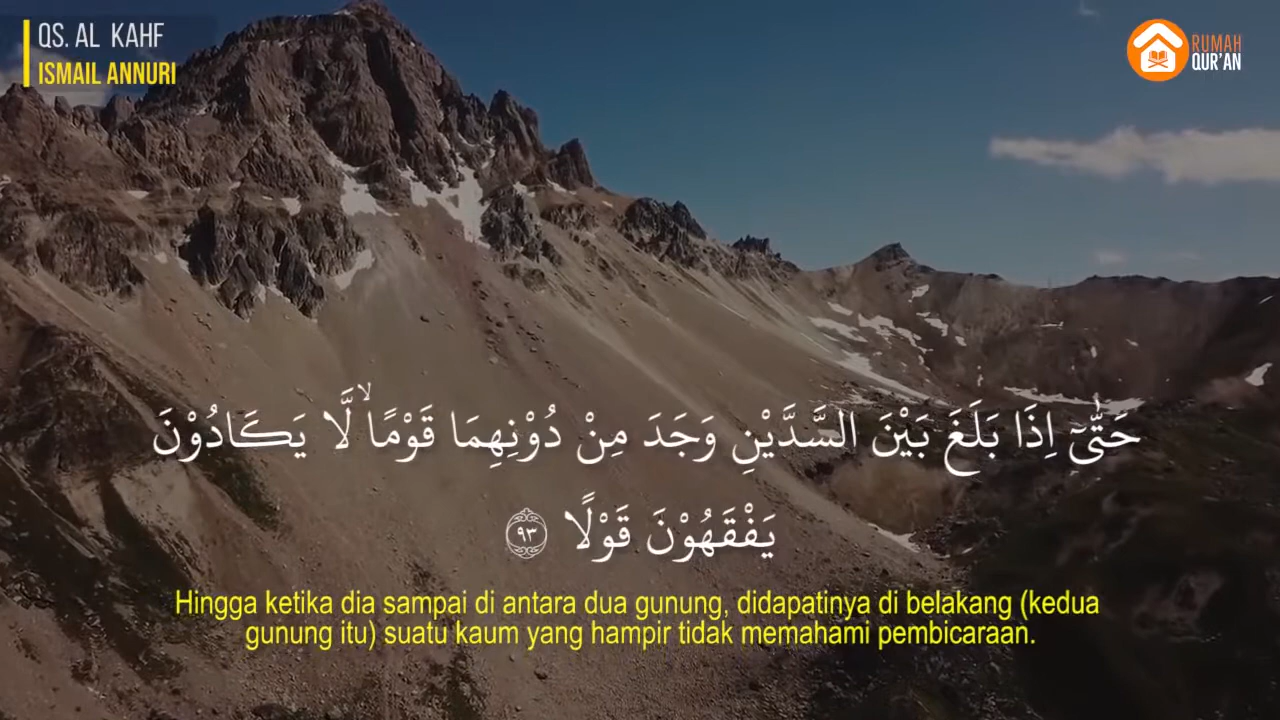 QS. AL KAHF
ISMAIL ANNURI
RUMAH
QUR'AN
حَتّٰىٓ اِذَا بَلَغَ بَيْنَ السَّدَّيْنِ وَجَدَ مِنْ دُوْنِهِمَا قَوْمًاۙ لَّا يَكَادُوْنَ
يَفْقَهُوْنَ قَوْلًا ٩٣
Hingga ketika dia sampai di antara dua gunung, didapatinya di belakang (kedua
gunung itu) suatu kaum yang hampir tidak memahami pembicaraan.